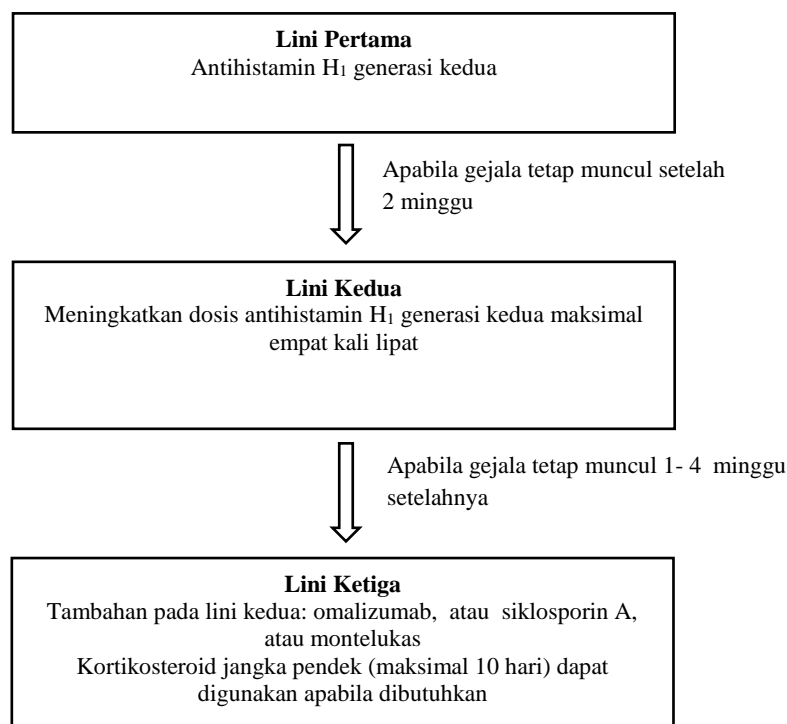 Lini Pertama
Antihistamin H₁ generasi kedua
Apabila gejala tetap muncul setelah
2 minggu
Lini Kedua
Meningkatkan dosis antihistamin H₁ generasi kedua maksimal
empat kali lipat
Apabila gejala tetap muncul 1- 4 minggu
setelahnya
Lini Ketiga
Tambahan pada lini kedua: omalizumab, atau siklosporin A,
atau montelukas
Kortikosteroid jangka pendek (maksimal 10 hari) dapat
digunakan apabila dibutuhkan